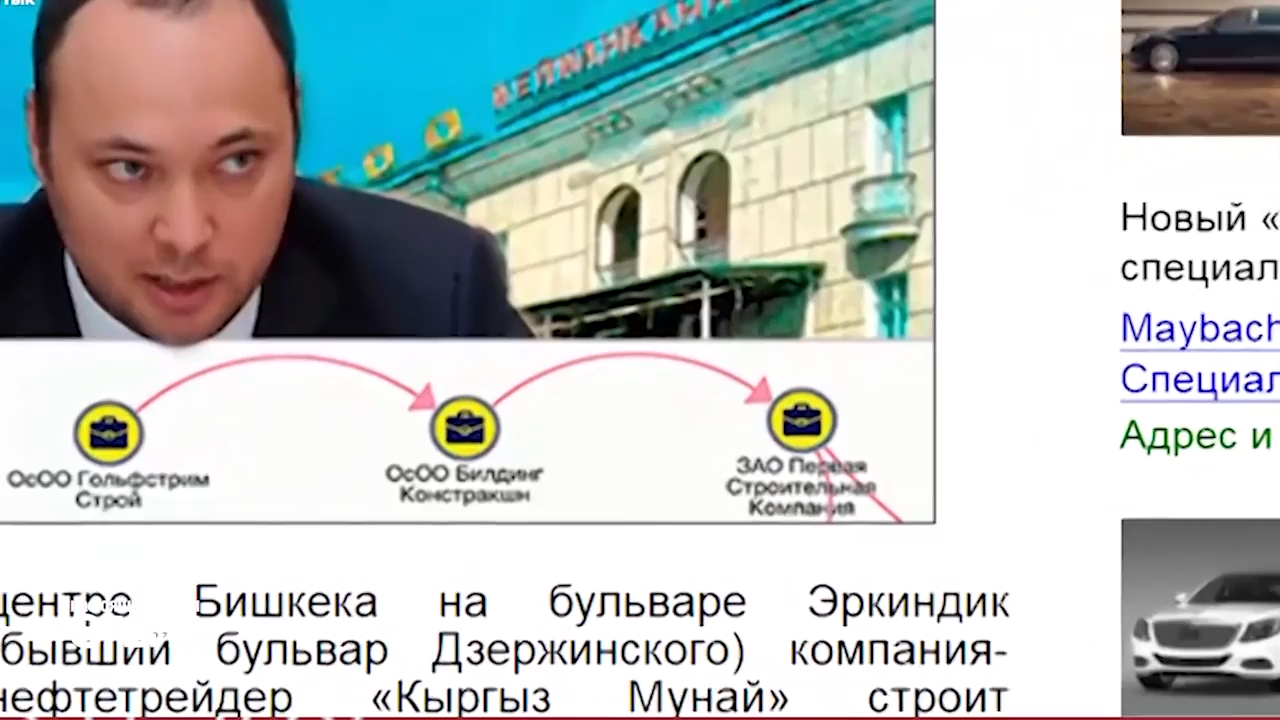 ВЕЛИКАН
ОсОО Гольфстрим
Строй
ОсОО Билдинг
Констракшн
ЗАО Первая
Строительная
Компания
центре Бишкека на бульваре Эркиндик
бывший бульвар Дзержинского) компания-
нефтетрейдер «Кыргыз Мунай» строит
Новый «
специал
Maybach
Специал
Адрес и